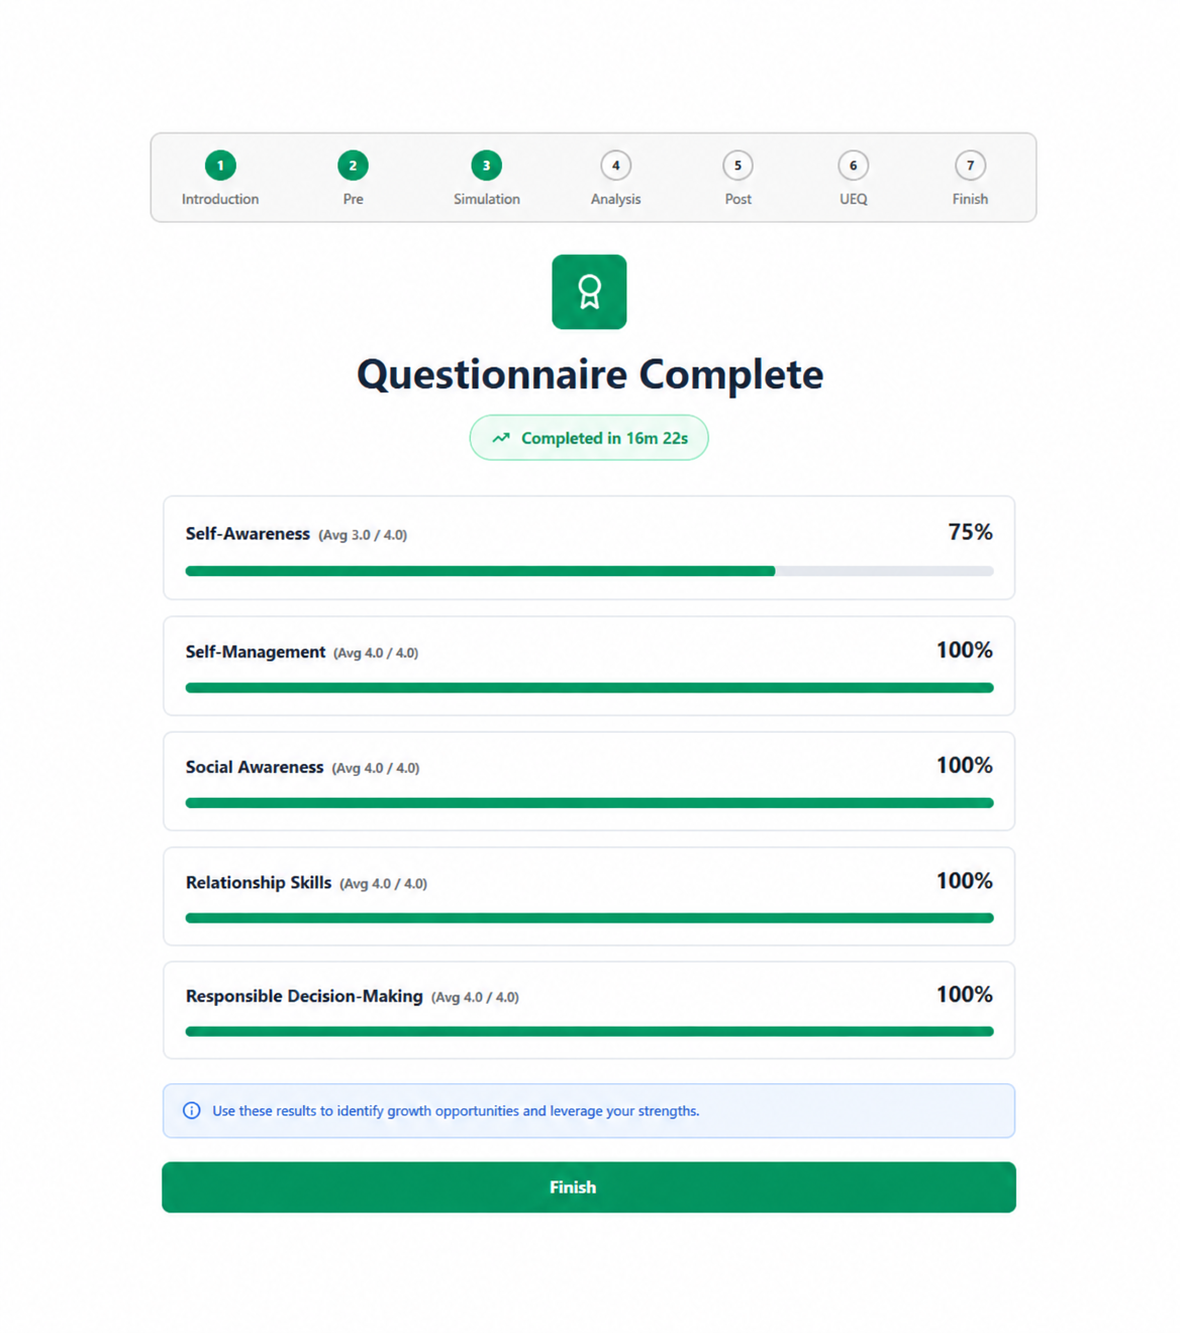 1 2 3 4 5 6 7
Introduction Pre Simulation Analysis Post UEQ Finish
Questionnaire Complete
Completed in 16m 22s
Self-Awareness (Avg 3.0 / 4.0) 75%
Self-Management (Avg 4.0 / 4.0) 100%
Social Awareness (Avg 4.0 / 4.0) 100%
Relationship Skills (Avg 4.0 / 4.0) 100%
Responsible Decision-Making (Avg 4.0 / 4.0) 100%
Use these results to identify growth opportunities and leverage your strengths.
Finish